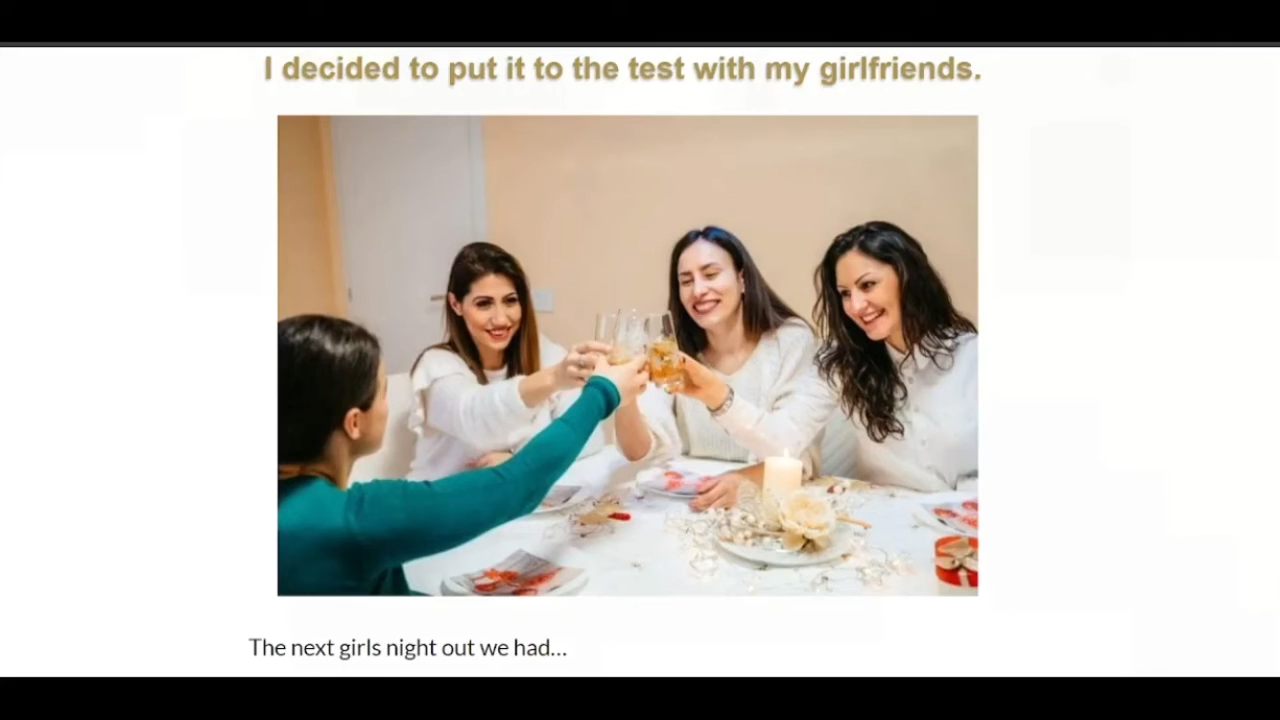 I decided to put it to the test with my girlfriends.
The next girls night out we had...